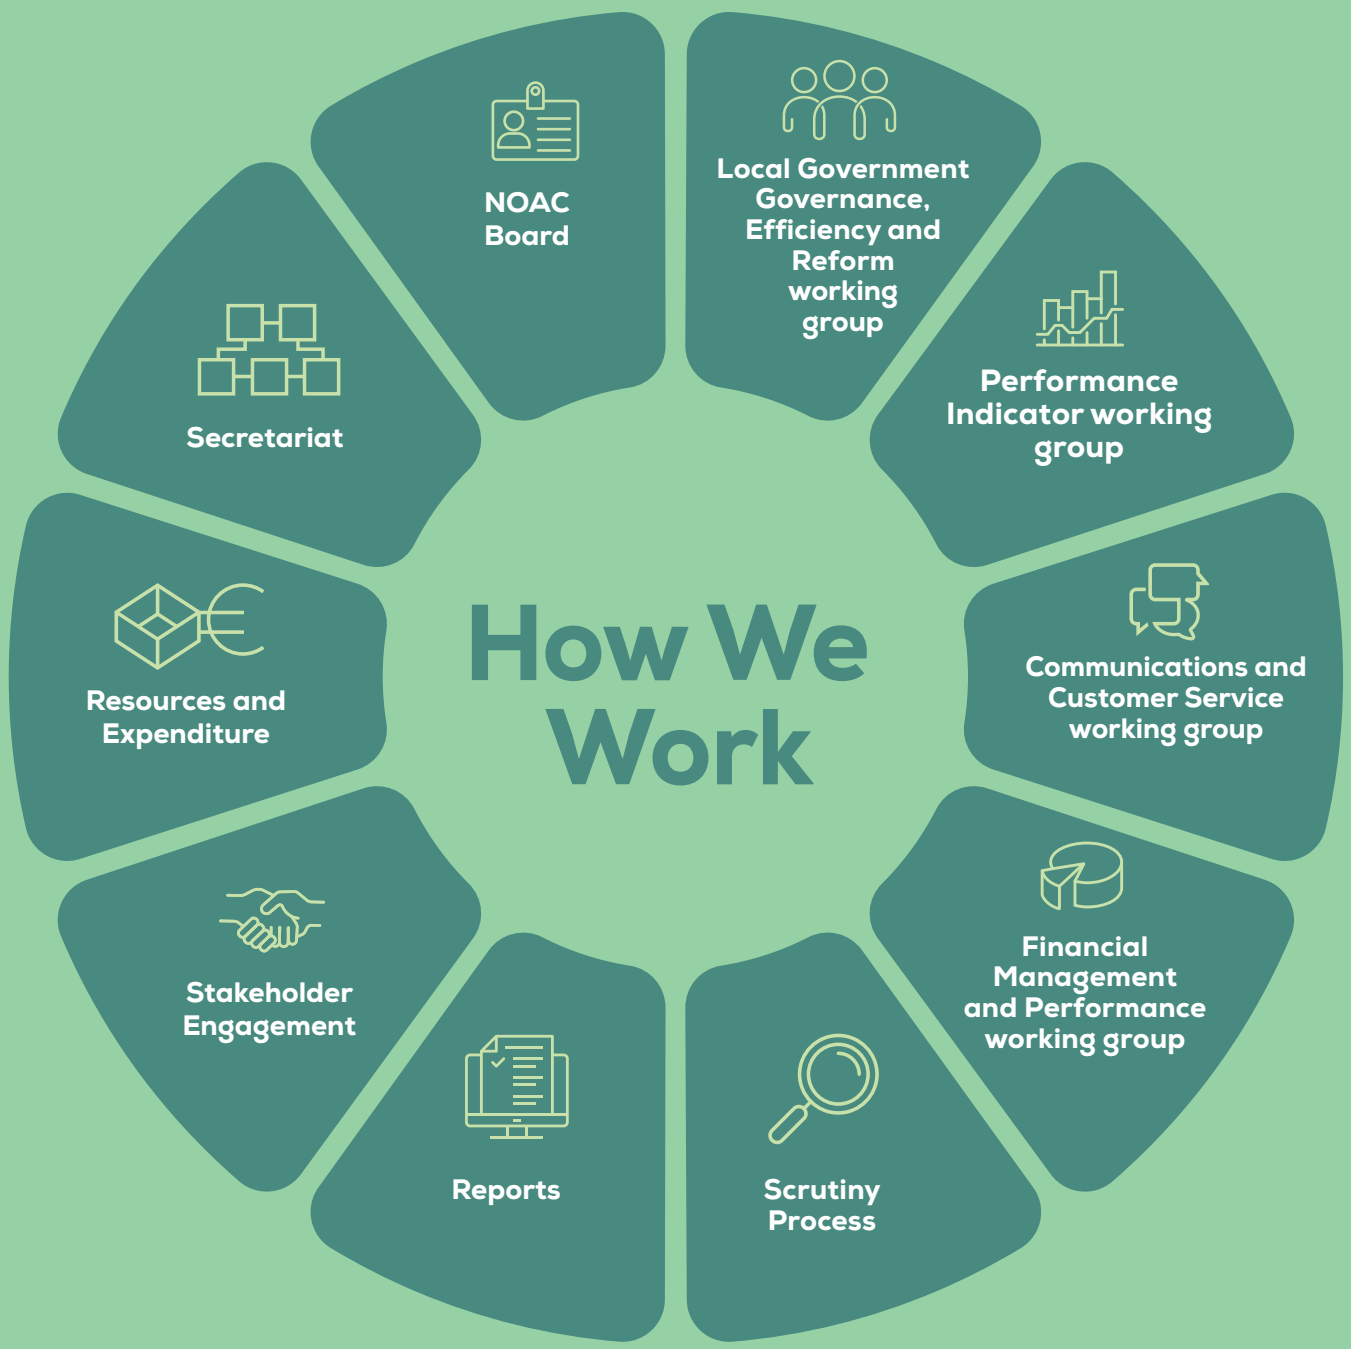 NOAC
Board
Local Government
Governance,
Efficiency and
Reform
working
group
Performance
Indicator working
group
Communications and
Customer Service
working group
Financial
Management
and Performance
working group
Scrutiny
Process
Reports
Stakeholder
Engagement
Resources and
Expenditure
Secretariat
How We
Work